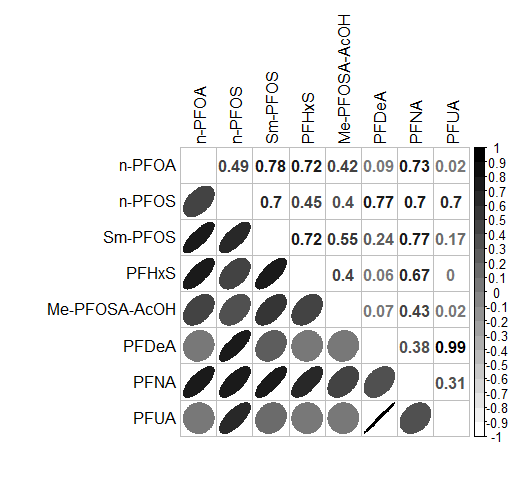 n-PFOA n-PFOS Sm-PFOS PFHxS Me-PFOSA-AcOH PFDeA PFNA PFUA
n-PFOA 0.49 0.78 0.72 0.42 0.09 0.73 0.02
n-PFOS 0.7 0.45 0.4 0.77 0.7 0.7
Sm-PFOS 0.72 0.55 0.24 0.77 0.17
PFHxS 0.4 0.06 0.67 0
Me-PFOSA-AcOH 0.07 0.43 0.02
PFDeA 0.38 0.99
PFNA 0.31
PFUA
1
0.9
0.8
0.7
0.6
0.5
0.4
0.3
0.2
0.1
0
-0.1
-0.2
-0.3
-0.4
-0.5
-0.6
-0.7
-0.8
-0.9
-1